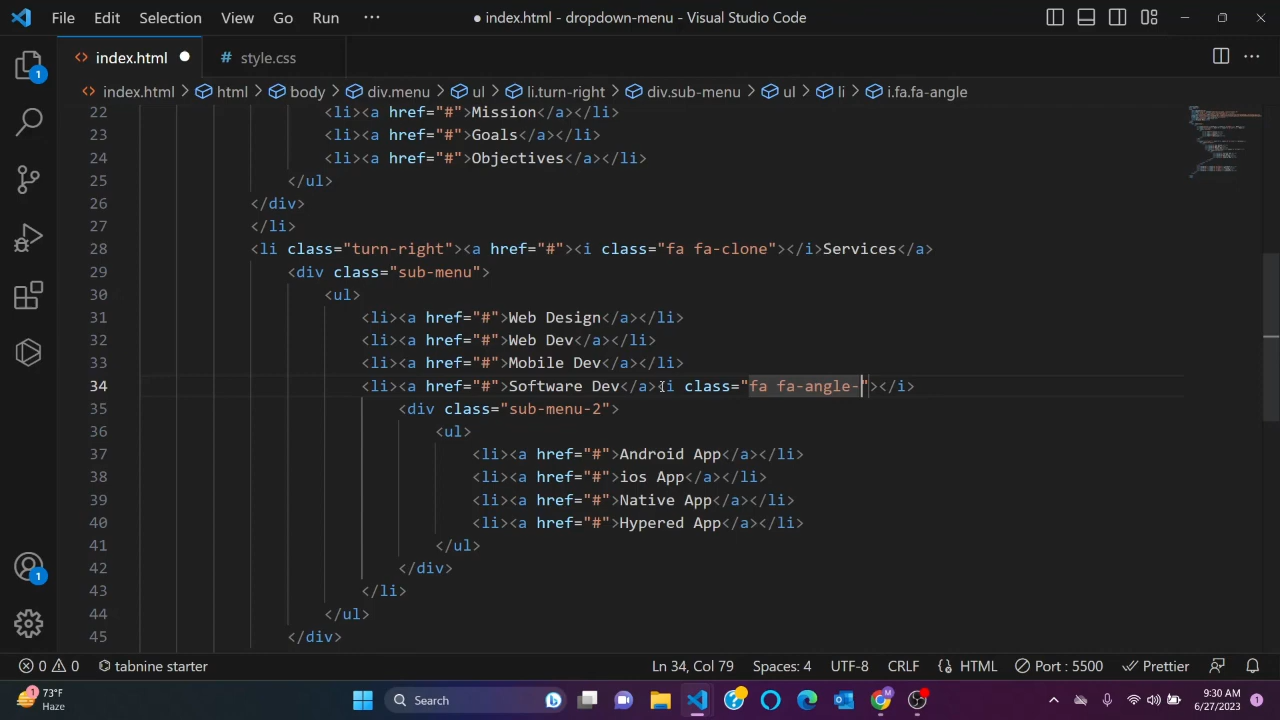 File Edit Selection View Go Run ··· ● index.html - dropdown-menu - Visual Studio Code
<> index.html ● # style.css ···
<> index.html > html > body > div.menu > ul > li.turn-right > div.sub-menu > ul > li > i.fa.fa-angle
22 <li><a href="#">Mission</a></li>
23 <li><a href="#">Goals</a></li>
24 <li><a href="#">Objectives</a></li>
25 </ul>
26 </div>
27 </li>
28 <li class="turn-right"><a href="#"><i class="fa fa-clone"></i>Services</a>
29 <div class="sub-menu">
30 <ul>
31 <li><a href="#">Web Design</a></li>
32 <li><a href="#">Web Dev</a></li>
33 <li><a href="#">Mobile Dev</a></li>
34 <li><a href="#">Software Dev</a><i class="fa fa-angle-"></i>
35 <div class="sub-menu-2">
36 <ul>
37 <li><a href="#">Android App</a></li>
38 <li><a href="#">ios App</a></li>
39 <li><a href="#">Native App</a></li>
40 <li><a href="#">Hypered App</a></li>
41 </ul>
42 </div>
43 </li>
44 </ul>
45 </div>
1
1
0 0 tabnine starter Ln 34, Col 79 Spaces: 4 UTF-8 CRLF HTML Port : 5500 Prettier
1 73°F Search M 9:30 AM
Haze 6/27/2023 1